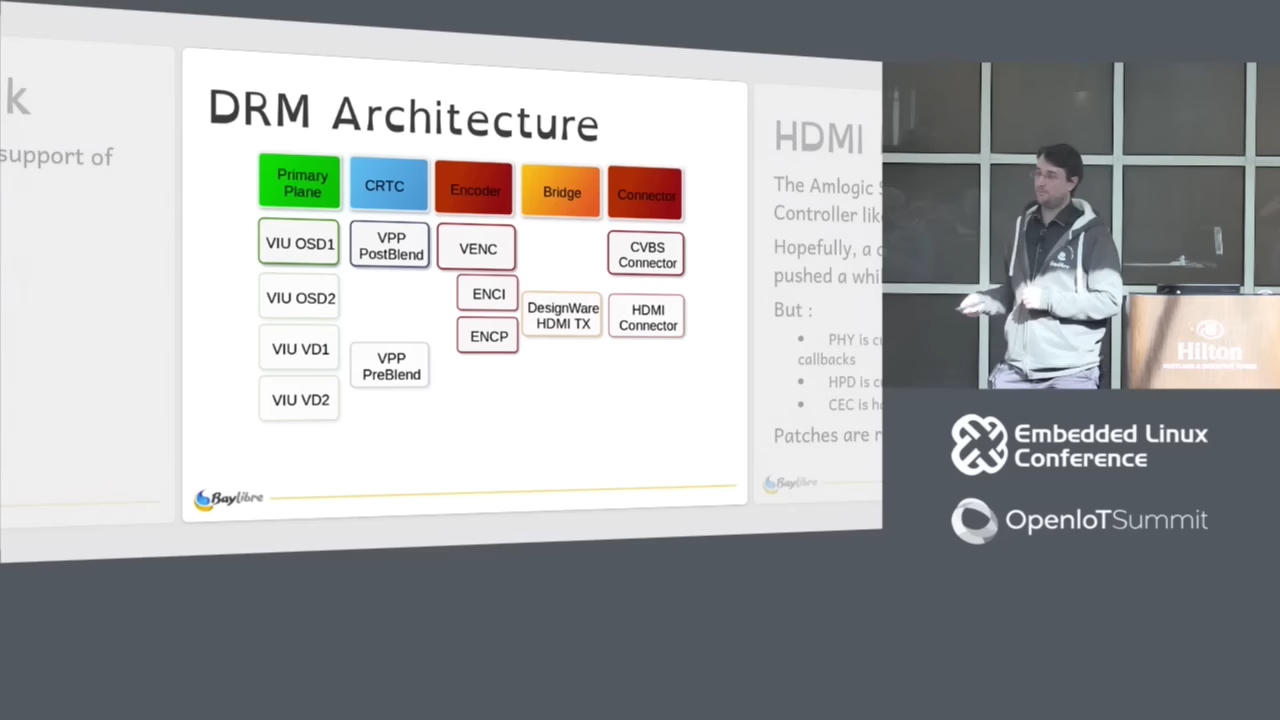 k
support of
DRM Architecture
Primary
Plane
CRTC
Encoder
Bridge
Connector
VIU OSD1
VPP
PostBlend
VENC
CVBS
Connector
VIU OSD2
ENCI
DesignWare
HDMI TX
HDMI
Connector
ENCP
VIU VD1
VPP
PreBlend
VIU VD2
Baylibre
HDMI
The Amlogic
Controller
Hopefully, a
pushed a
But :
PHY is
callbacks
HPD is
CEC is
Patches are
Baylibre
Hilton
Embedded Linux
Conference
OpenIoTSummit